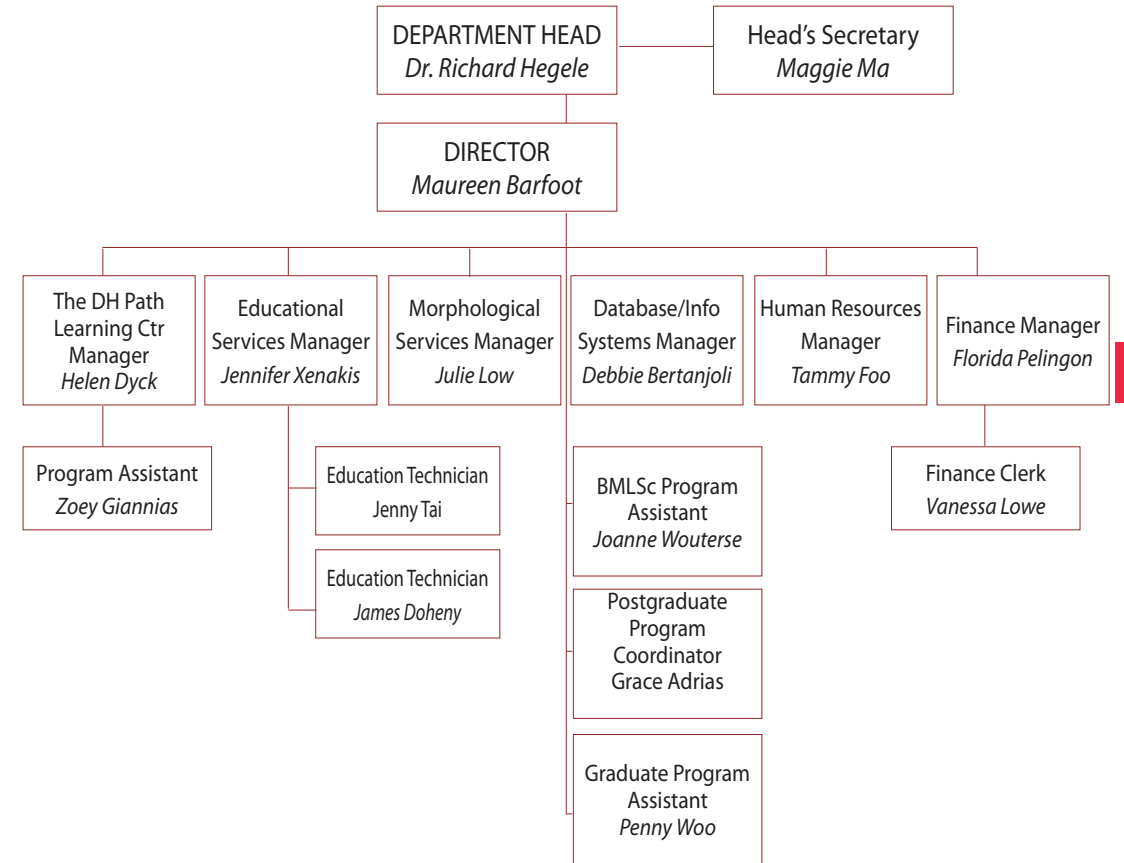 DEPARTMENT HEAD
Dr. Richard Hegele
Head's Secretary
Maggie Ma
DIRECTOR
Maureen Barfoot
The DH Path
Learning Ctr
Manager
Helen Dyck
Educational
Services Manager
Jennifer Xenakis
Morphological
Services Manager
Julie Low
Database/Info
Systems Manager
Debbie Bertanjoli
Human Resources
Manager
Tammy Foo
Finance Manager
Florida Pelingon
Program Assistant
Zoey Giannias
Education Technician
Jenny Tai
Education Technician
James Doheny
BMLSc Program
Assistant
Joanne Wouterse
Postgraduate
Program
Coordinator
Grace Adrias
Graduate Program
Assistant
Penny Woo
Finance Clerk
Vanessa Lowe